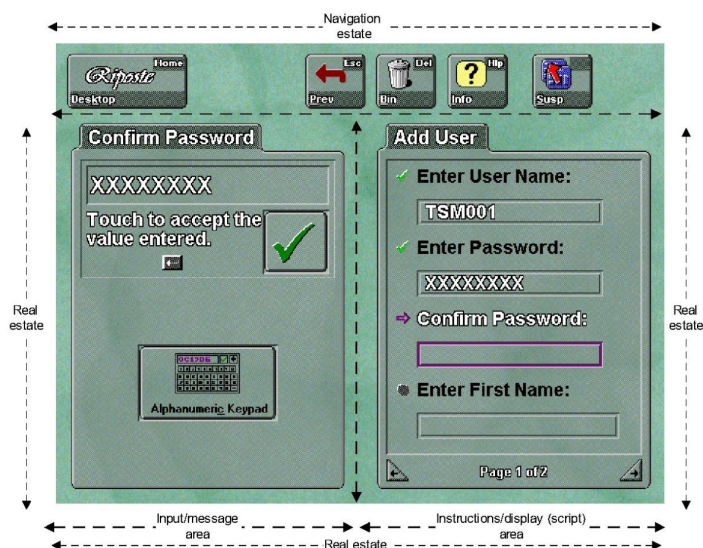 Navigation
estate
Home
Riposte
Desktop
Esc
Prev
Del
Bin
Hlp
Info
Susp
Real
estate
Confirm Password
XXXXXXXX
Touch to accept the
value entered.
Alphanumeric Keypad
Add User
Enter User Name:
TSM001
Enter Password:
XXXXXXXX
Confirm Password:
Enter First Name:
Page 1 of 2
Real
estate
Input/message
area
Instructions/display (script)
area
Real estate